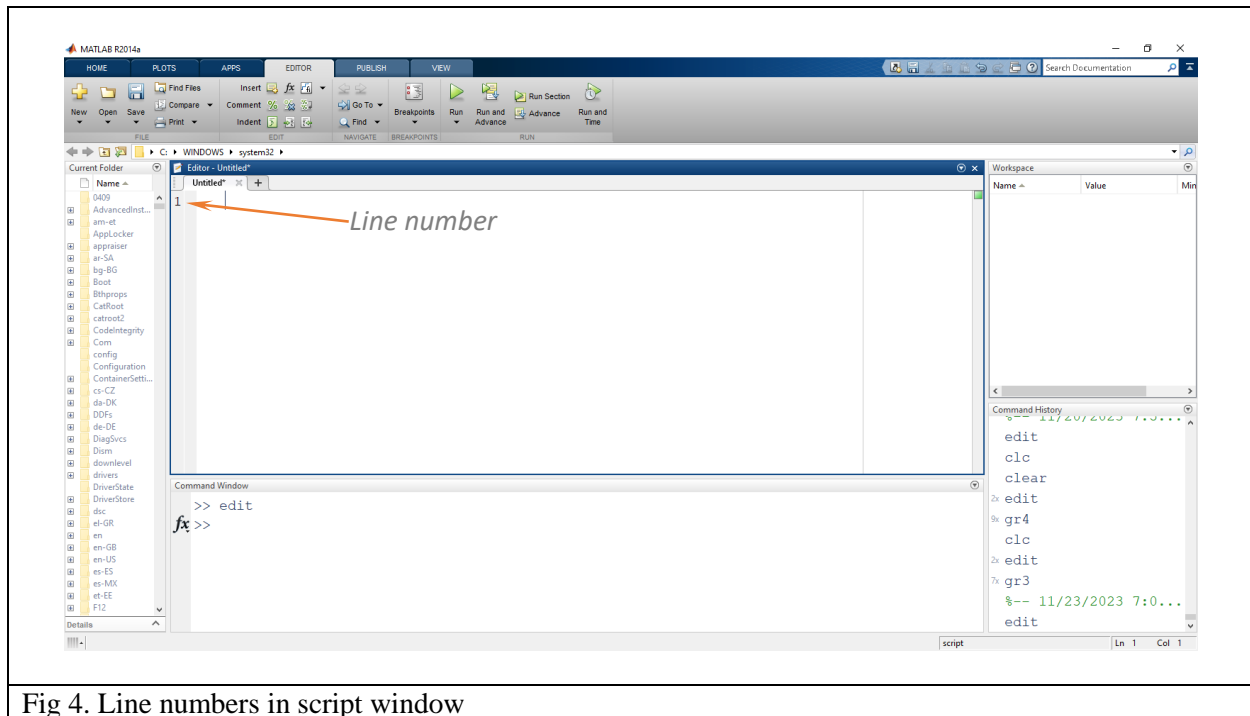 MATLAB R2014a
HOME PLOTS APPS EDITOR PUBLISH VIEW
Search Documentation
New Open Save
Find Files
Compare
Print
FILE
Insert fx
Comment
Indent
EDIT
Go To
Find
NAVIGATE
Breakpoints
BREAKPOINTS
Run
Run and Advance
Run Section
Advance
Run and Time
RUN
C: WINDOWS system32
Current Folder
Name
0409
AdvancedInst...
am-et
AppLocker
appraiser
ar-SA
bg-BG
Boot
Bthprops
CatRoot
catroot2
CodeIntegrity
Com
config
Configuration
ContainerSetti...
cs-CZ
da-DK
DDFs
de-DE
DiagSvcs
Dism
downlevel
drivers
DriverState
DriverStore
dsc
el-GR
en
en-GB
en-US
es-ES
es-MX
et-EE
F12
Details
Editor - Untitled*
Untitled*
1
Line number
Command Window
>> edit
fx >>
Workspace
Name Value Min
Command History
%-- 11/20/2023 7:5...
edit
clc
clear
2x edit
9x gr4
clc
2x edit
7x gr3
%-- 11/23/2023 7:0...
edit
script Ln 1 Col 1
Fig 4. Line numbers in script window